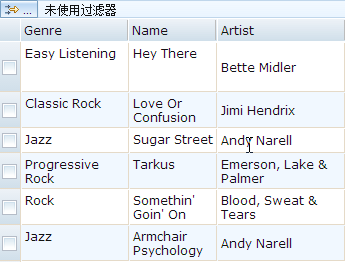 ... 未使用过滤器
Genre Name Artist
Easy Listening Hey There Bette Midler
Classic Rock Love Or Confusion Jimi Hendrix
Jazz Sugar Street Andy Narell
Progressive Rock Tarkus Emerson, Lake & Palmer
Rock Somethin' Goin' On Blood, Sweat & Tears
Jazz Armchair Psychology Andy Narell